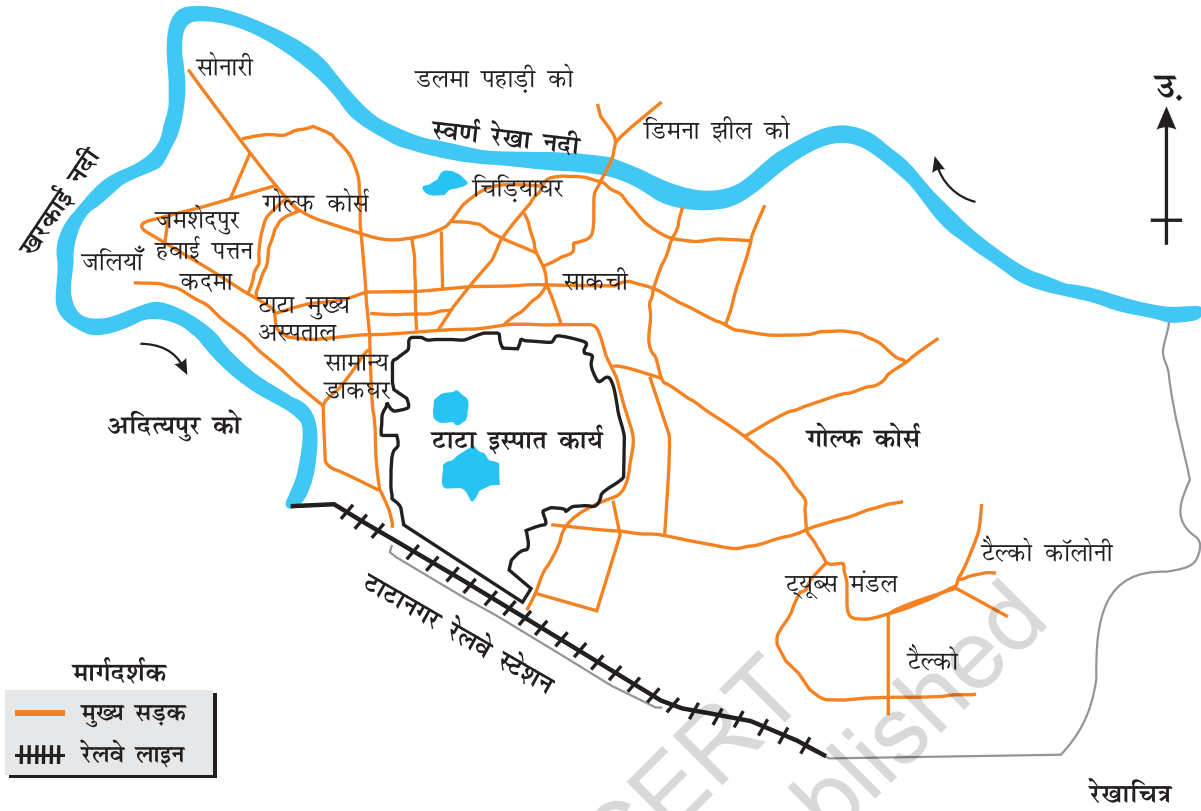 सोनारी
डलमा पहाड़ी को
उ.
स्वर्ण रेखा नदी
डिमना झील को
खरकाई नदी
चिड़ियाघर
गोल्फ कोर्स
जमशेदपुर
हवाई पत्तन
जलियाँ
कदमा
साकची
टाटा मुख्य
अस्पताल
सामान्य
डाकघर
अदित्यपुर को
टाटा इस्पात कार्य
गोल्फ कोर्स
टैल्को कॉलोनी
ट्यूब्स मंडल
टाटानगर रेलवे स्टेशन
टैल्को
मार्गदर्शक
मुख्य सड़क
रेलवे लाइन
रेखाचित्र